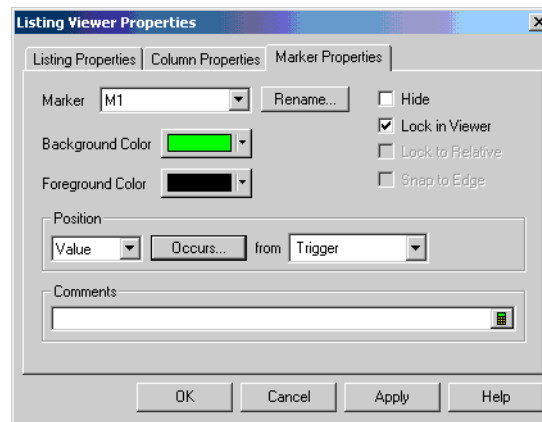 Listing Viewer Properties
Listing Properties Column Properties Marker Properties
Marker M1 Rename... Hide
Lock in Viewer
Background Color Lock to Relative
Foreground Color Snap to Edge
Position
Value Occurs... from Trigger
Comments
OK Cancel Apply Help